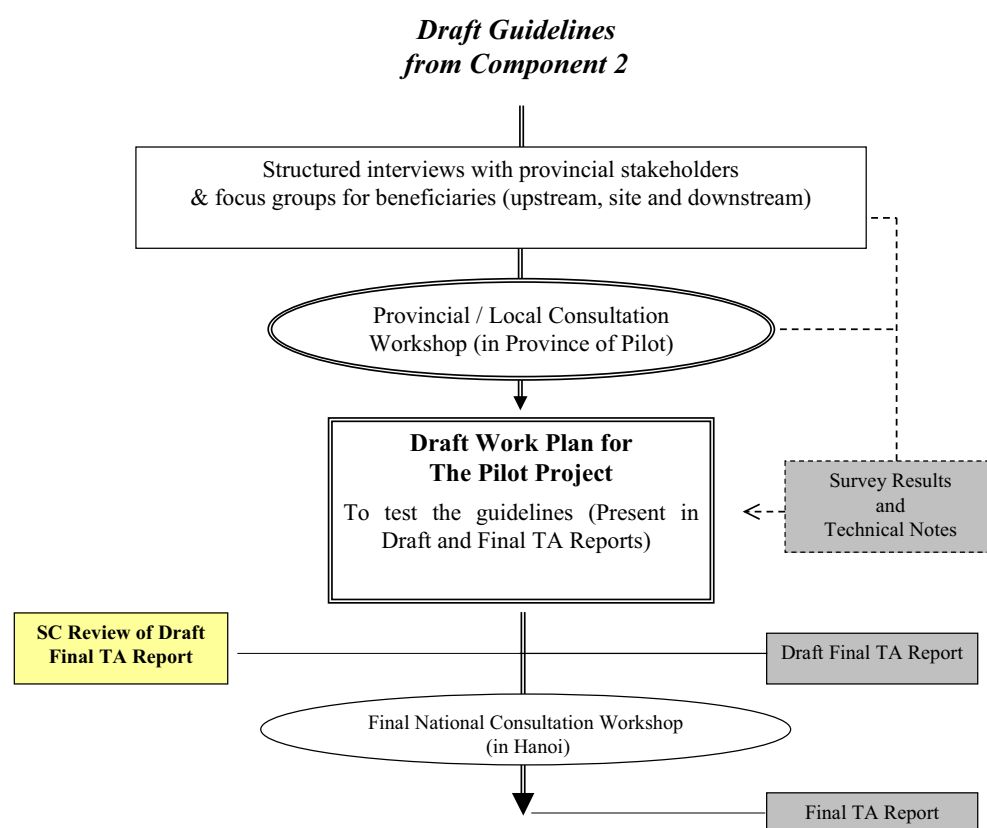 Draft Guidelines
from Component 2
Structured interviews with provincial stakeholders
& focus groups for beneficiaries (upstream, site and downstream)
Provincial / Local Consultation
Workshop (in Province of Pilot)
Draft Work Plan for
The Pilot Project
To test the guidelines (Present in
Draft and Final TA Reports)
Survey Results
and
Technical Notes
SC Review of Draft
Final TA Report
Draft Final TA Report
Final National Consultation Workshop
(in Hanoi)
Final TA Report